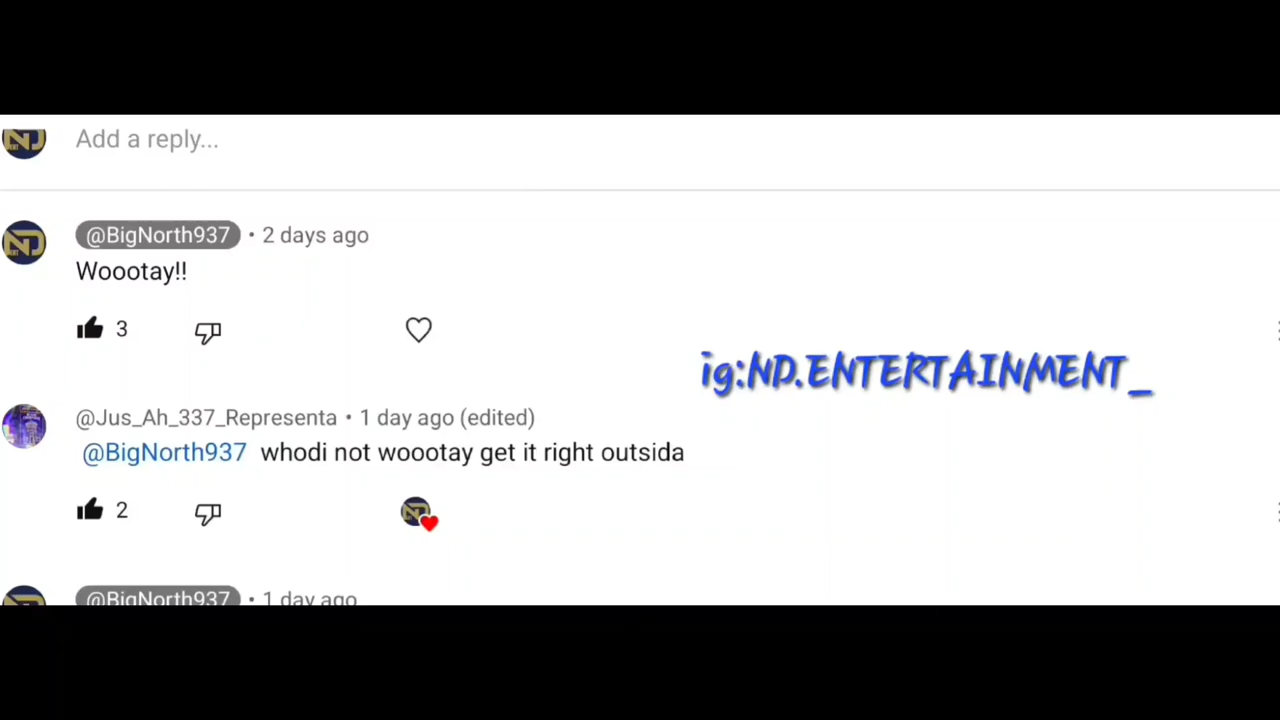 Add a reply...
@BigNorth937 • 2 days ago
Woootay!!
3
ig:ND.ENTERTAINMENT_
@Jus_Ah_337_Representa • 1 day ago (edited)
@BigNorth937 whodi not woootay get it right outsida
2
@BigNorth937 • 1 day ago